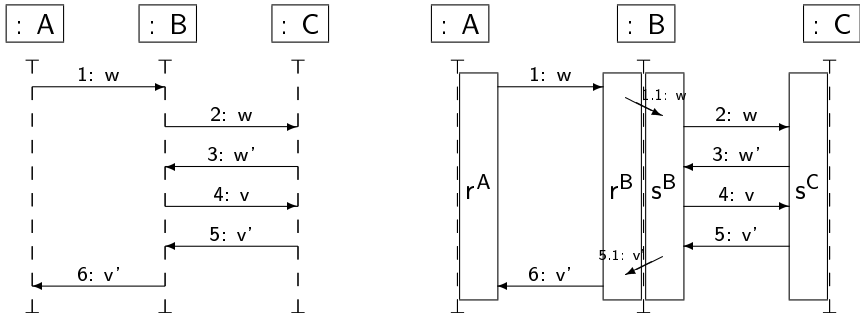 : A
: B
: C
1: w
2: w
3: w'
4: v
5: v'
6: v'
: A
: B
: C
1: w
1.1: w
2: w
3: w'
r^A
r^B
s^B
4: v
s^C
5: v'
5.1: v'
6: v'